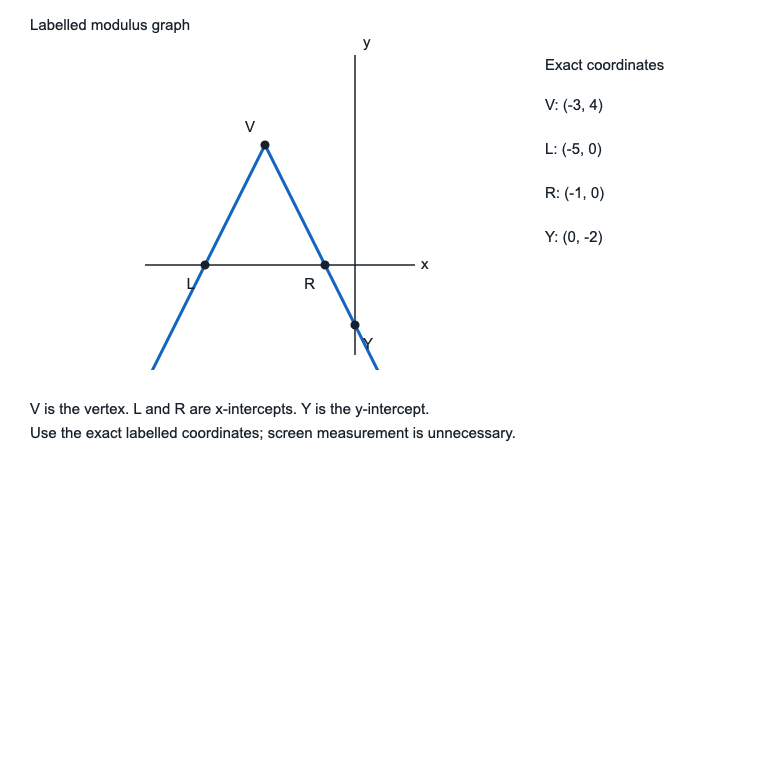 Labelled modulus graph
y
Exact coordinates
V: (-3, 4)
V
L: (-5, 0)
R: (-1, 0)
Y: (0, -2)
x
L
R
Y
V is the vertex. L and R are x-intercepts. Y is the y-intercept.
Use the exact labelled coordinates; screen measurement is unnecessary.